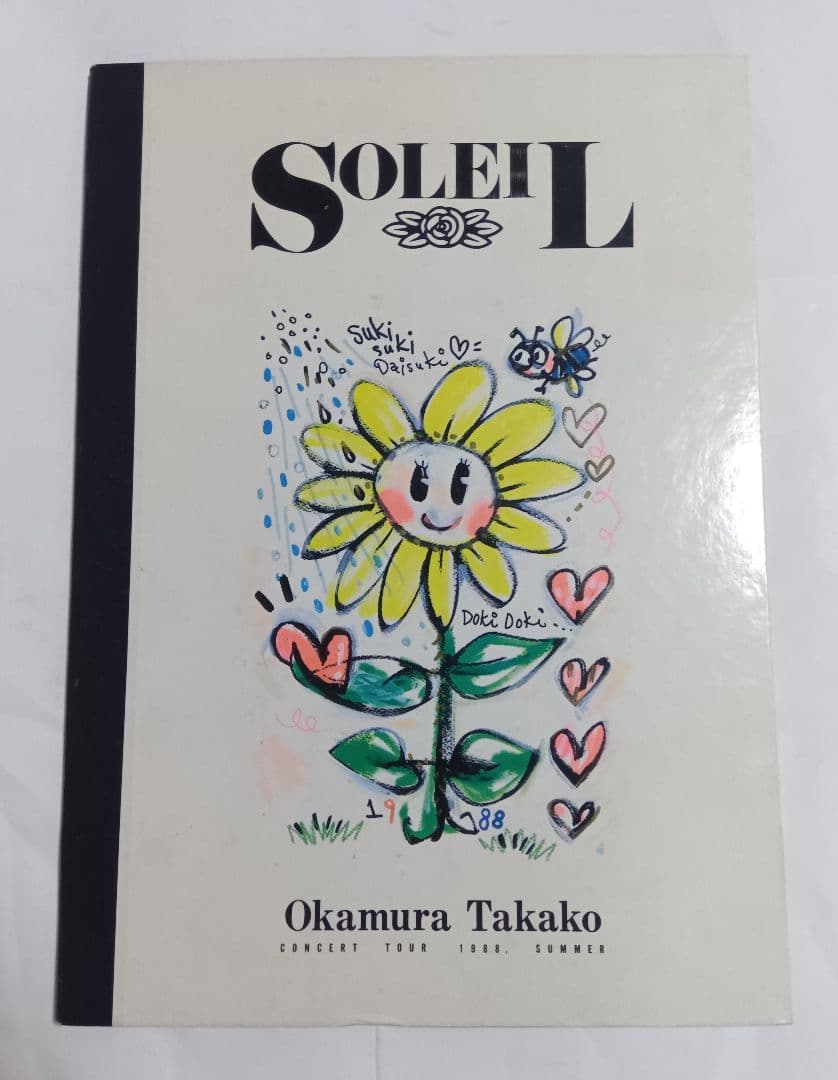 SOLEIL
suki
suki
Daisuki
Doki Doki...
1988
Okamura Takako
CONCERT TOUR 1988, SUMMER